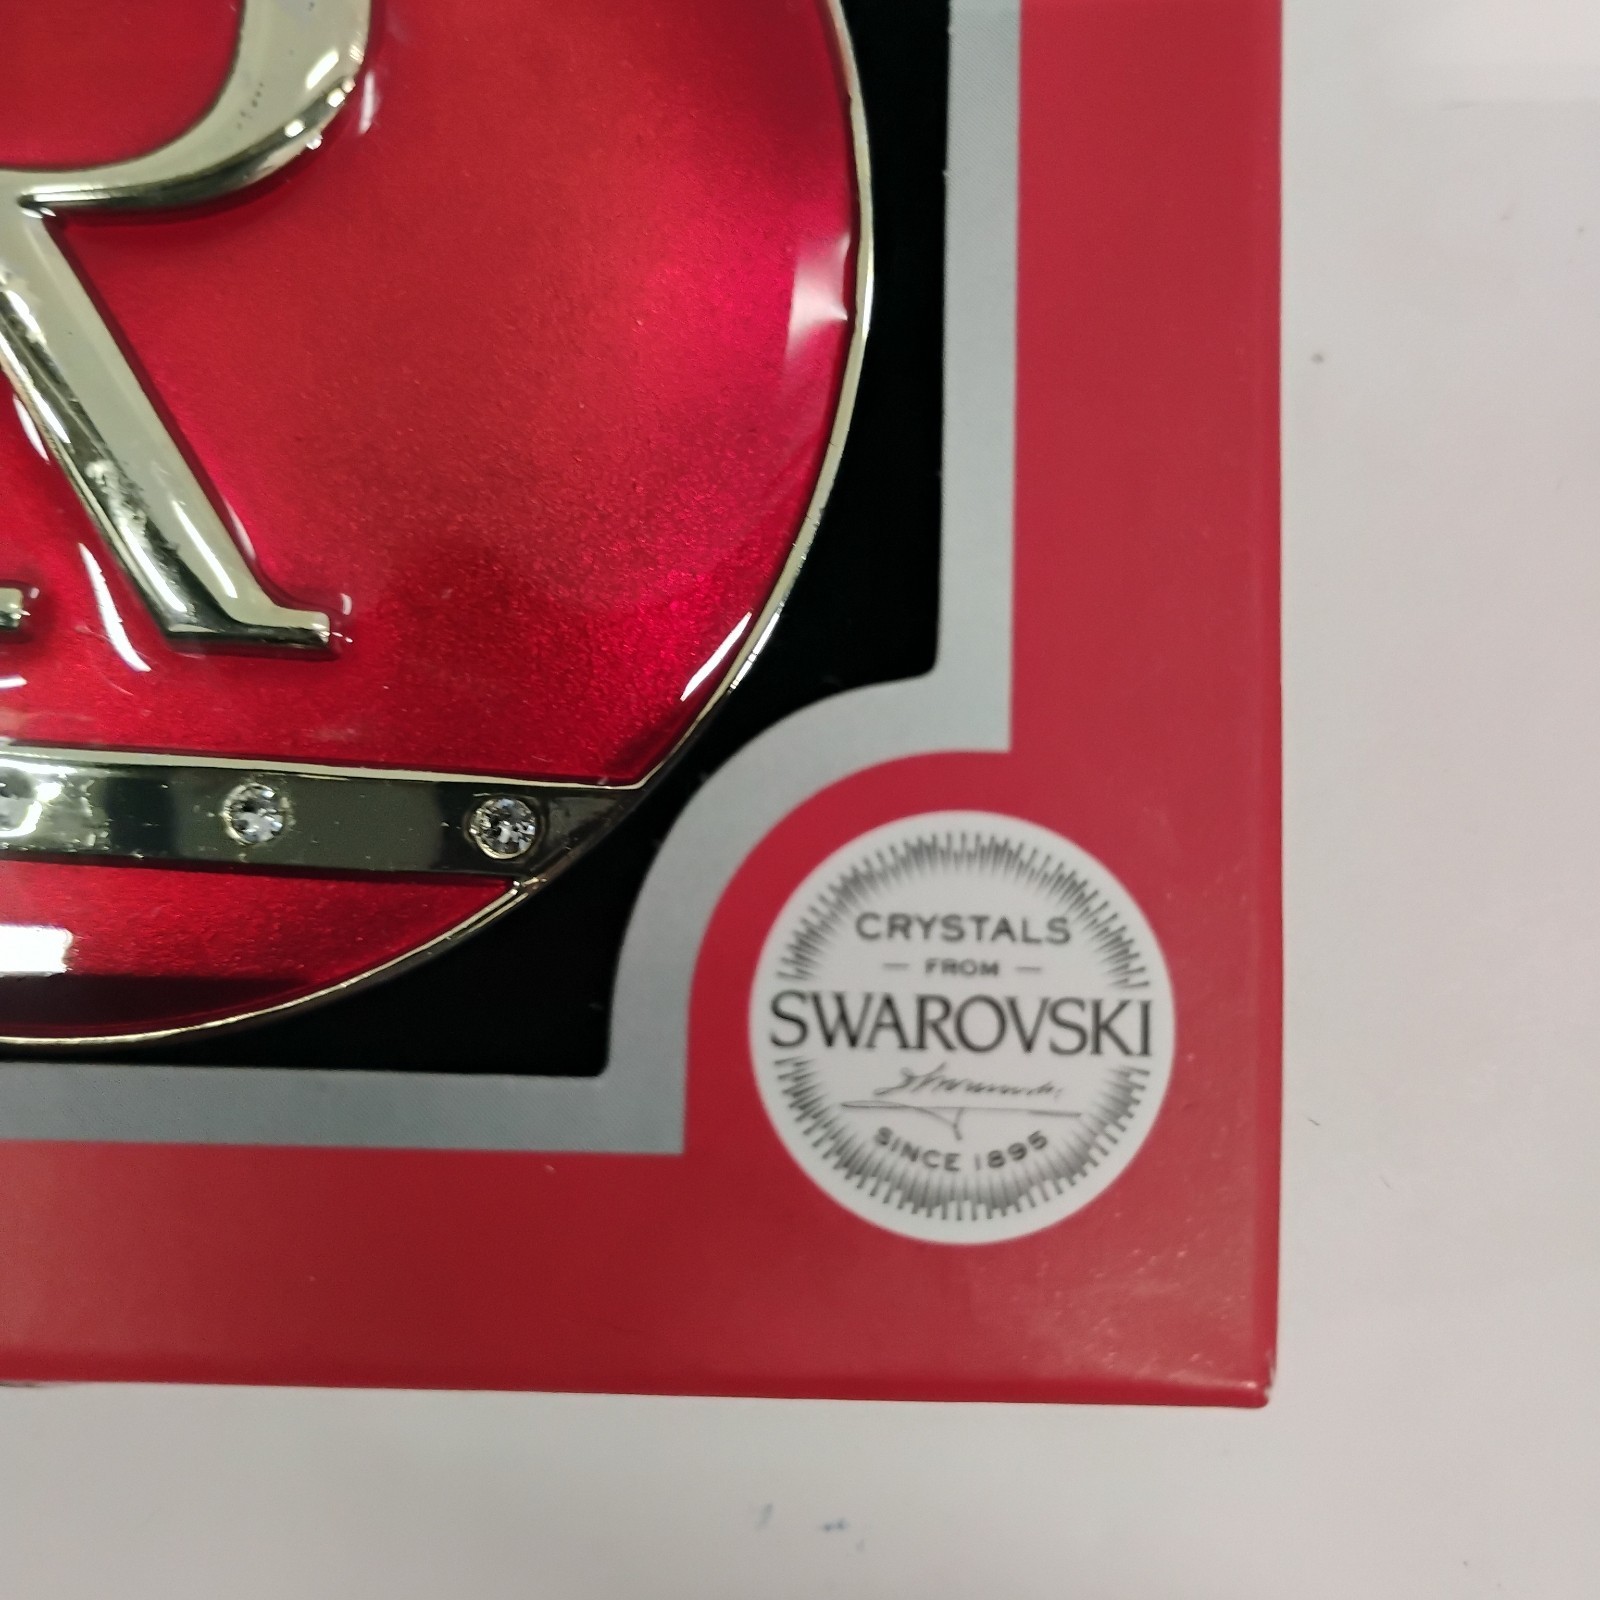 R
CRYSTALS
— FROM —
SWAROVSKI
SINCE 1895